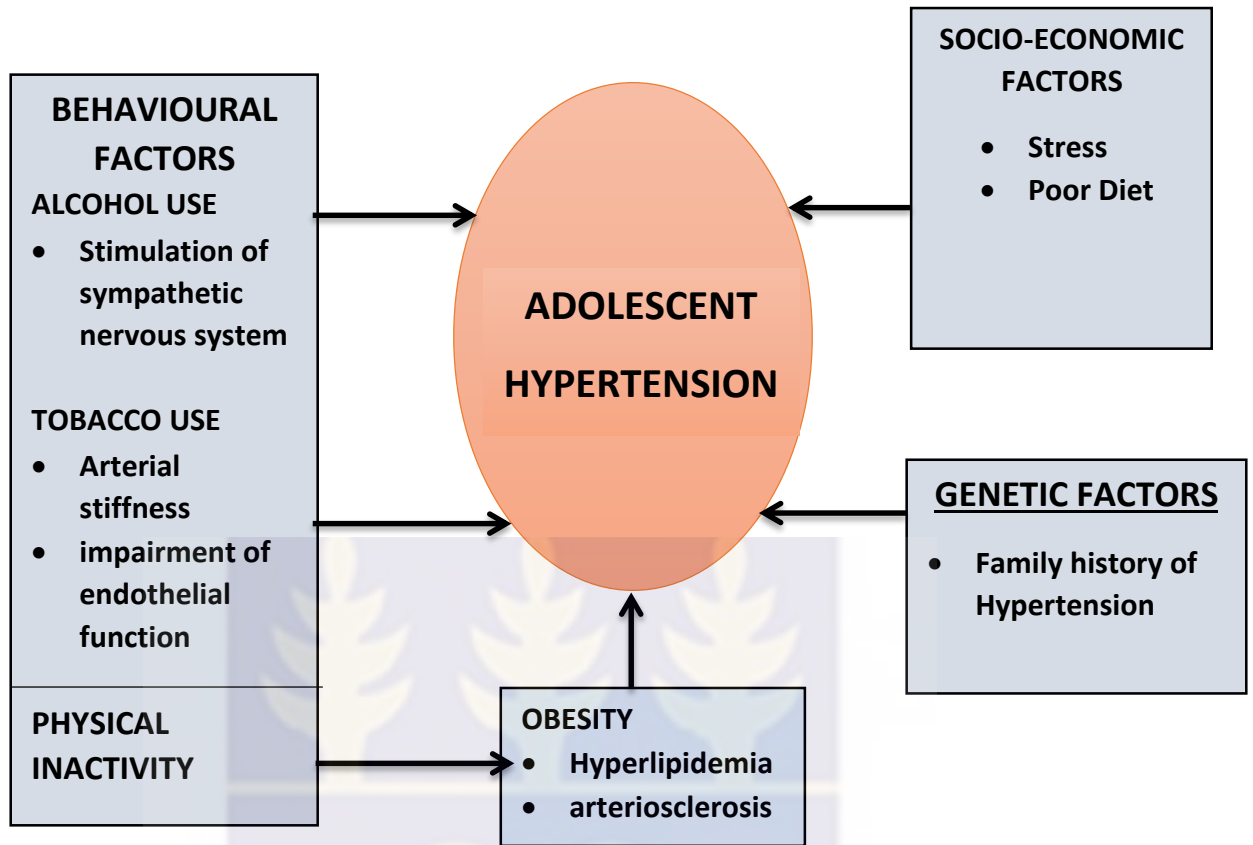 BEHAVIOURAL
FACTORS
ALCOHOL USE
• Stimulation of
sympathetic
nervous system
TOBACCO USE
• Arterial
stiffness
• impairment of
endothelial
function
PHYSICAL
INACTIVITY
ADOLESCENT
HYPERTENSION
SOCIO-ECONOMIC
FACTORS
• Stress
• Poor Diet
GENETIC FACTORS
• Family history of
Hypertension
OBESITY
• Hyperlipidemia
• arteriosclerosis